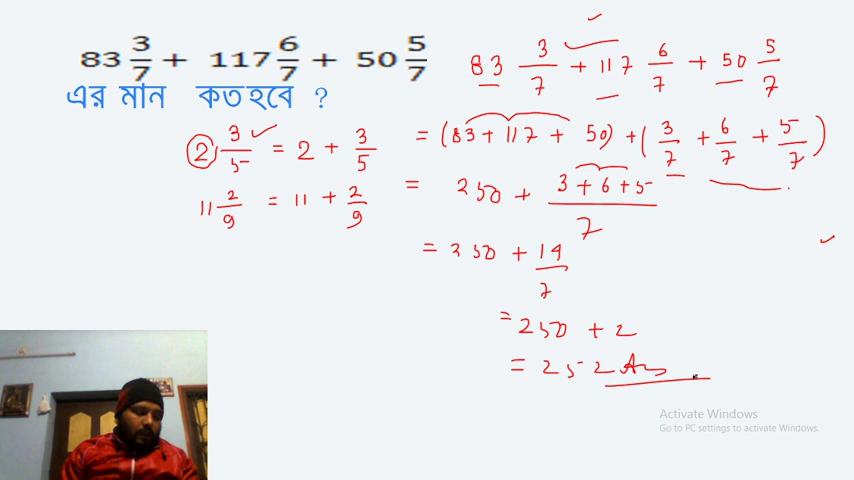 83 3/7 + 117 6/7 + 50 5/7
এর মান কত হবে ?
83 3/7 + 117 6/7 + 50 5/7
2 3/5 = 2 + 3/5
11 2/9 = 11 + 2/9
= (83 + 117 + 50) + (3/7 + 6/7 + 5/7)
= 250 + (3 + 6 + 5)/7
= 250 + 14/7
= 250 + 2
= 252 Ans
Activate Windows
Go to PC settings to activate Windows.